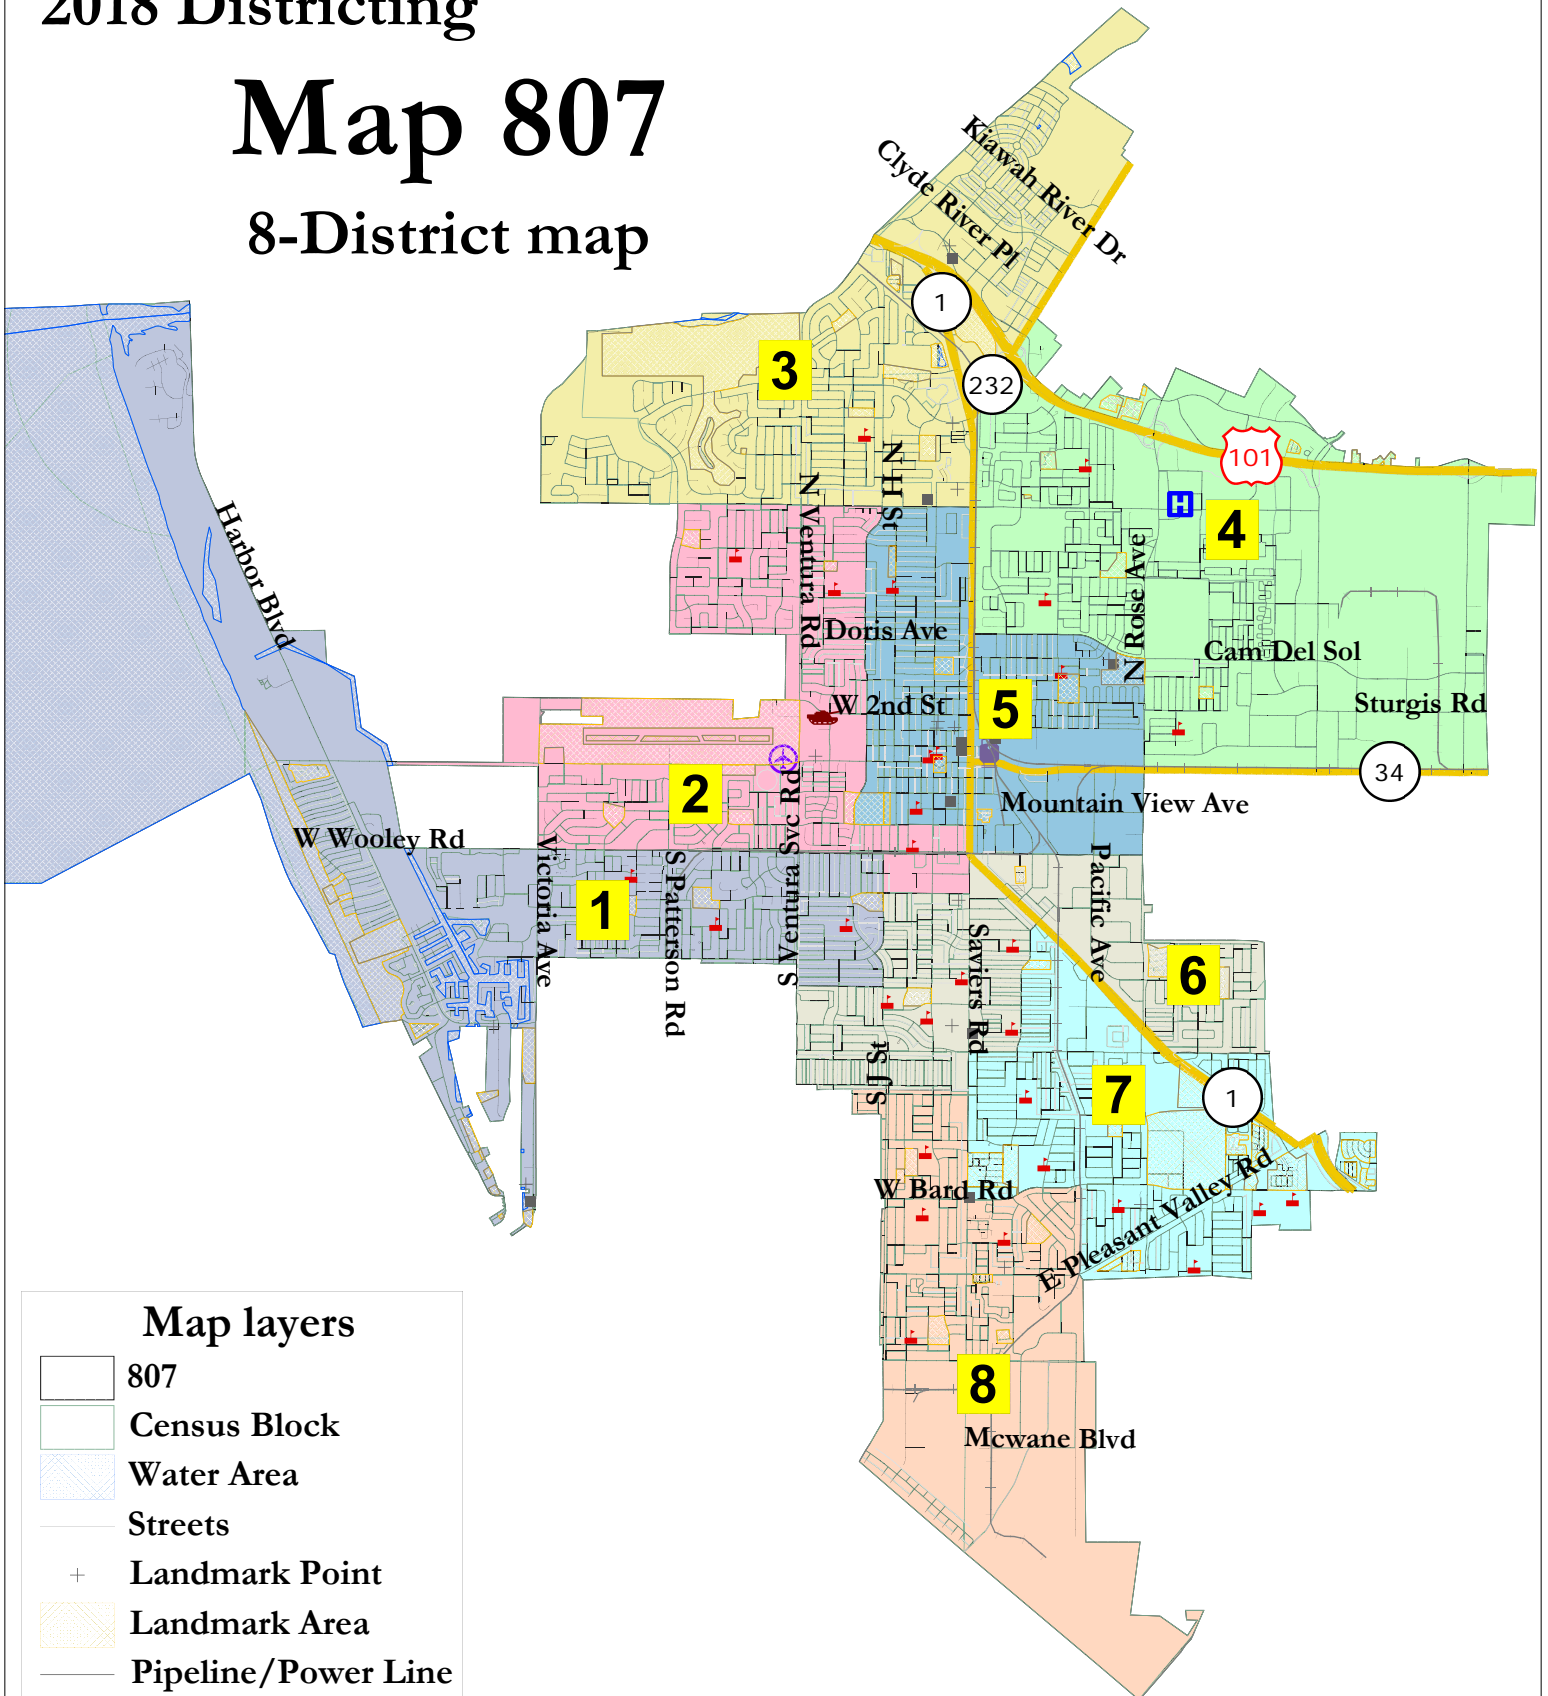 2018 Districting
Map 807
8-District map
Kiawah River Dr
Clyde River Pl
1
232
3
101
N H St
H
4
N Ventura Rd
Harbor Blvd
N Rose Ave
Doris Ave
Cam Del Sol
W 2nd St
5
Sturgis Rd
34
2
Mountain View Ave
W Wooley Rd
S Ventura Svc Rd
Victoria Ave
S Patterson Rd
Pacific Ave
1
Saviers Rd
6
S J St
7
1
W Bard Rd
E Pleasant Valley Rd
8
Mcwane Blvd
Map layers
807
Census Block
Water Area
Streets
Landmark Point
Landmark Area
Pipeline/Power Line